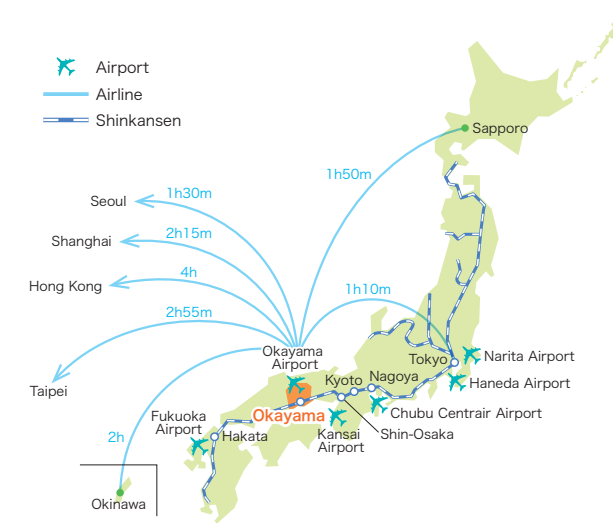 Airport
Airline
Shinkansen
Sapporo
1h50m
Seoul
1h30m
Shanghai
2h15m
Hong Kong
4h
1h10m
2h55m
Okayama
Airport
Tokyo
Narita Airport
Taipei
Kyoto
Nagoya
Haneda Airport
Okayama
Chubu Centrair Airport
Fukuoka
Airport
2h
Hakata
Kansai
Airport
Shin-Osaka
Okinawa